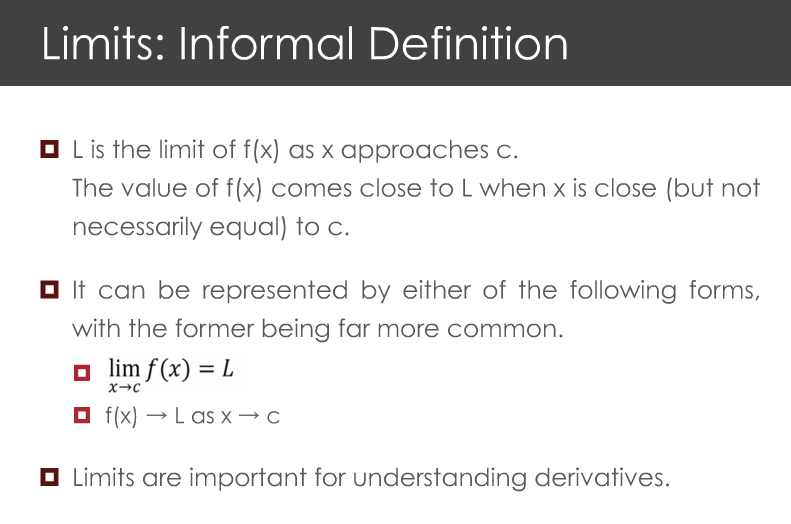 Limits: Informal Definition
L is the limit of f(x) as x approaches c.
The value of f(x) comes close to L when x is close (but not
necessarily equal) to c.
It can be represented by either of the following forms,
with the former being far more common.
lim f(x) = L
x→c
f(x) → L as x → c
Limits are important for understanding derivatives.